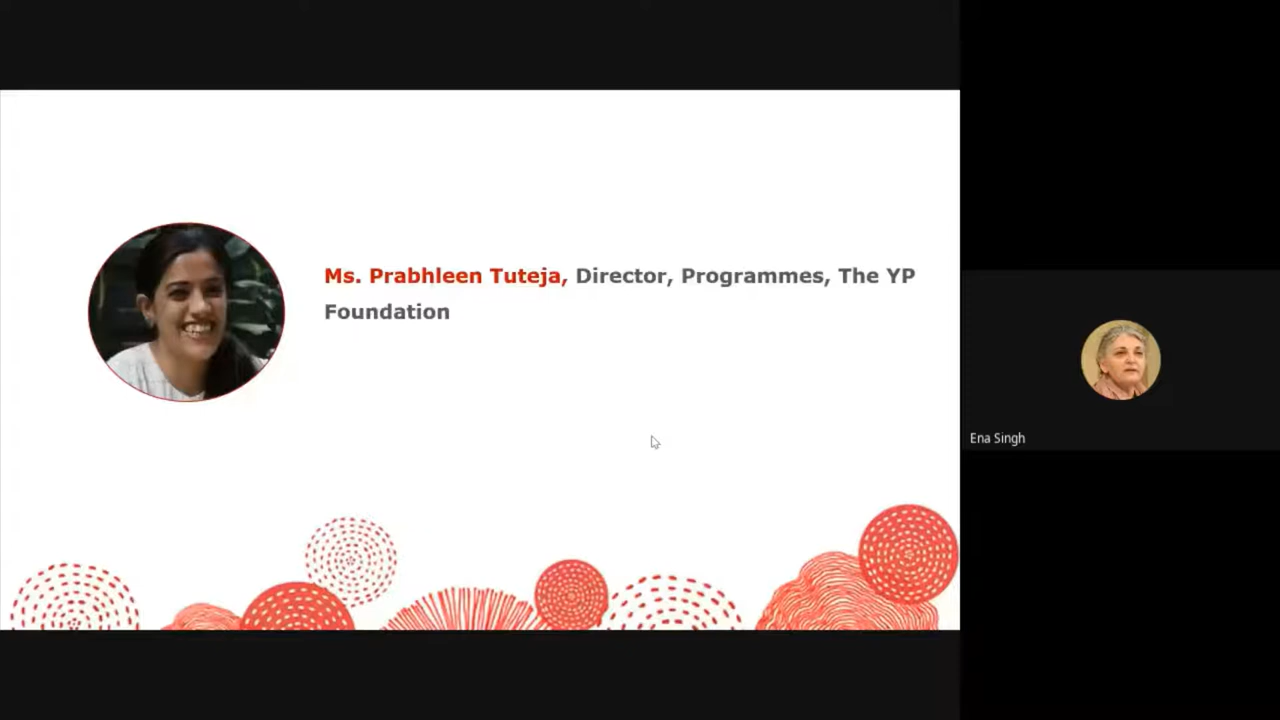 Ms. Prabhleen Tuteja, Director, Programmes, The YP
Foundation
Ena Singh